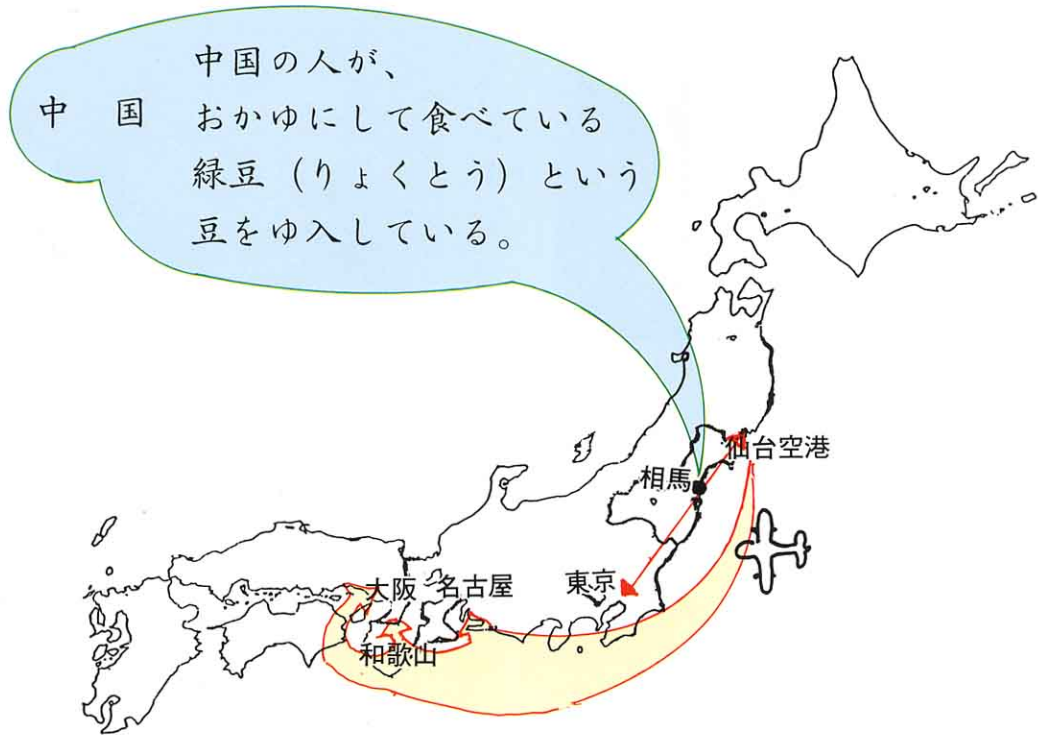 中国
中国の人が、
おかゆにして食べている
緑豆（りょくとう）という
豆をゆ入している。
仙台空港
相馬
東京
大阪
名古屋
和歌山